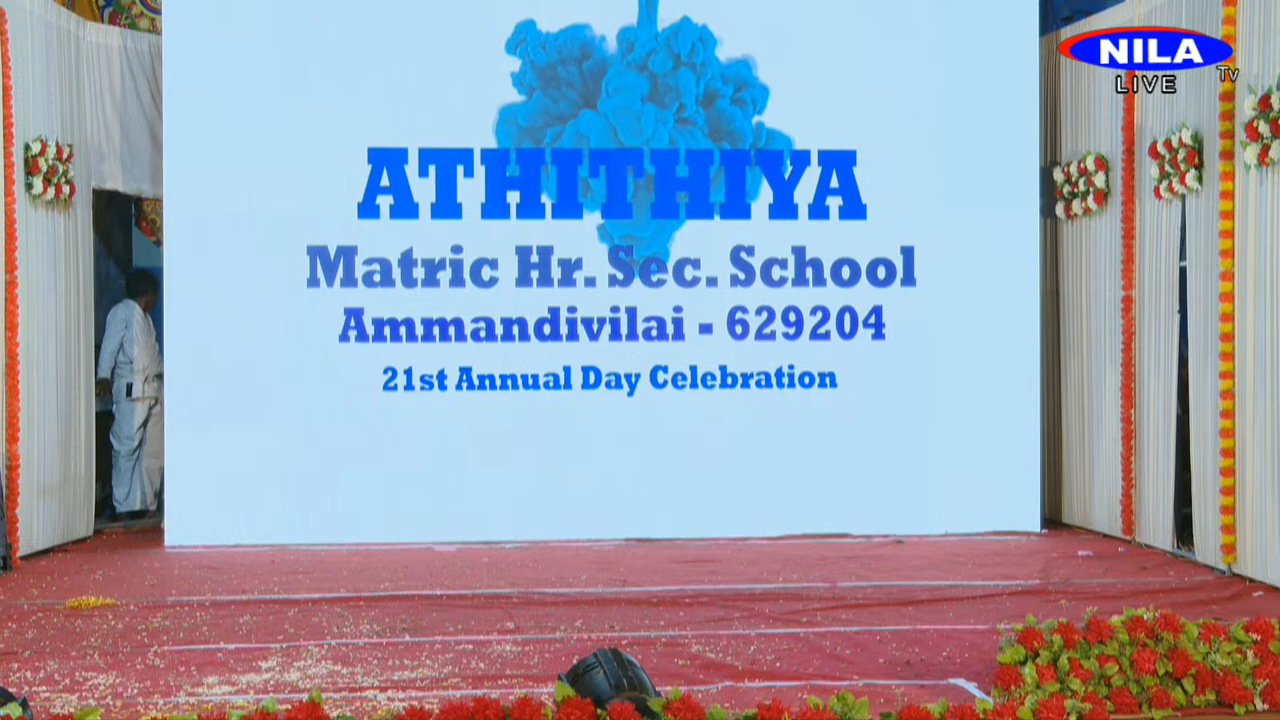 NILA
Tv
LIVE
ATHITHIYA
Matric Hr. Sec. School
Ammandivilai - 629204
21st Annual Day Celebration